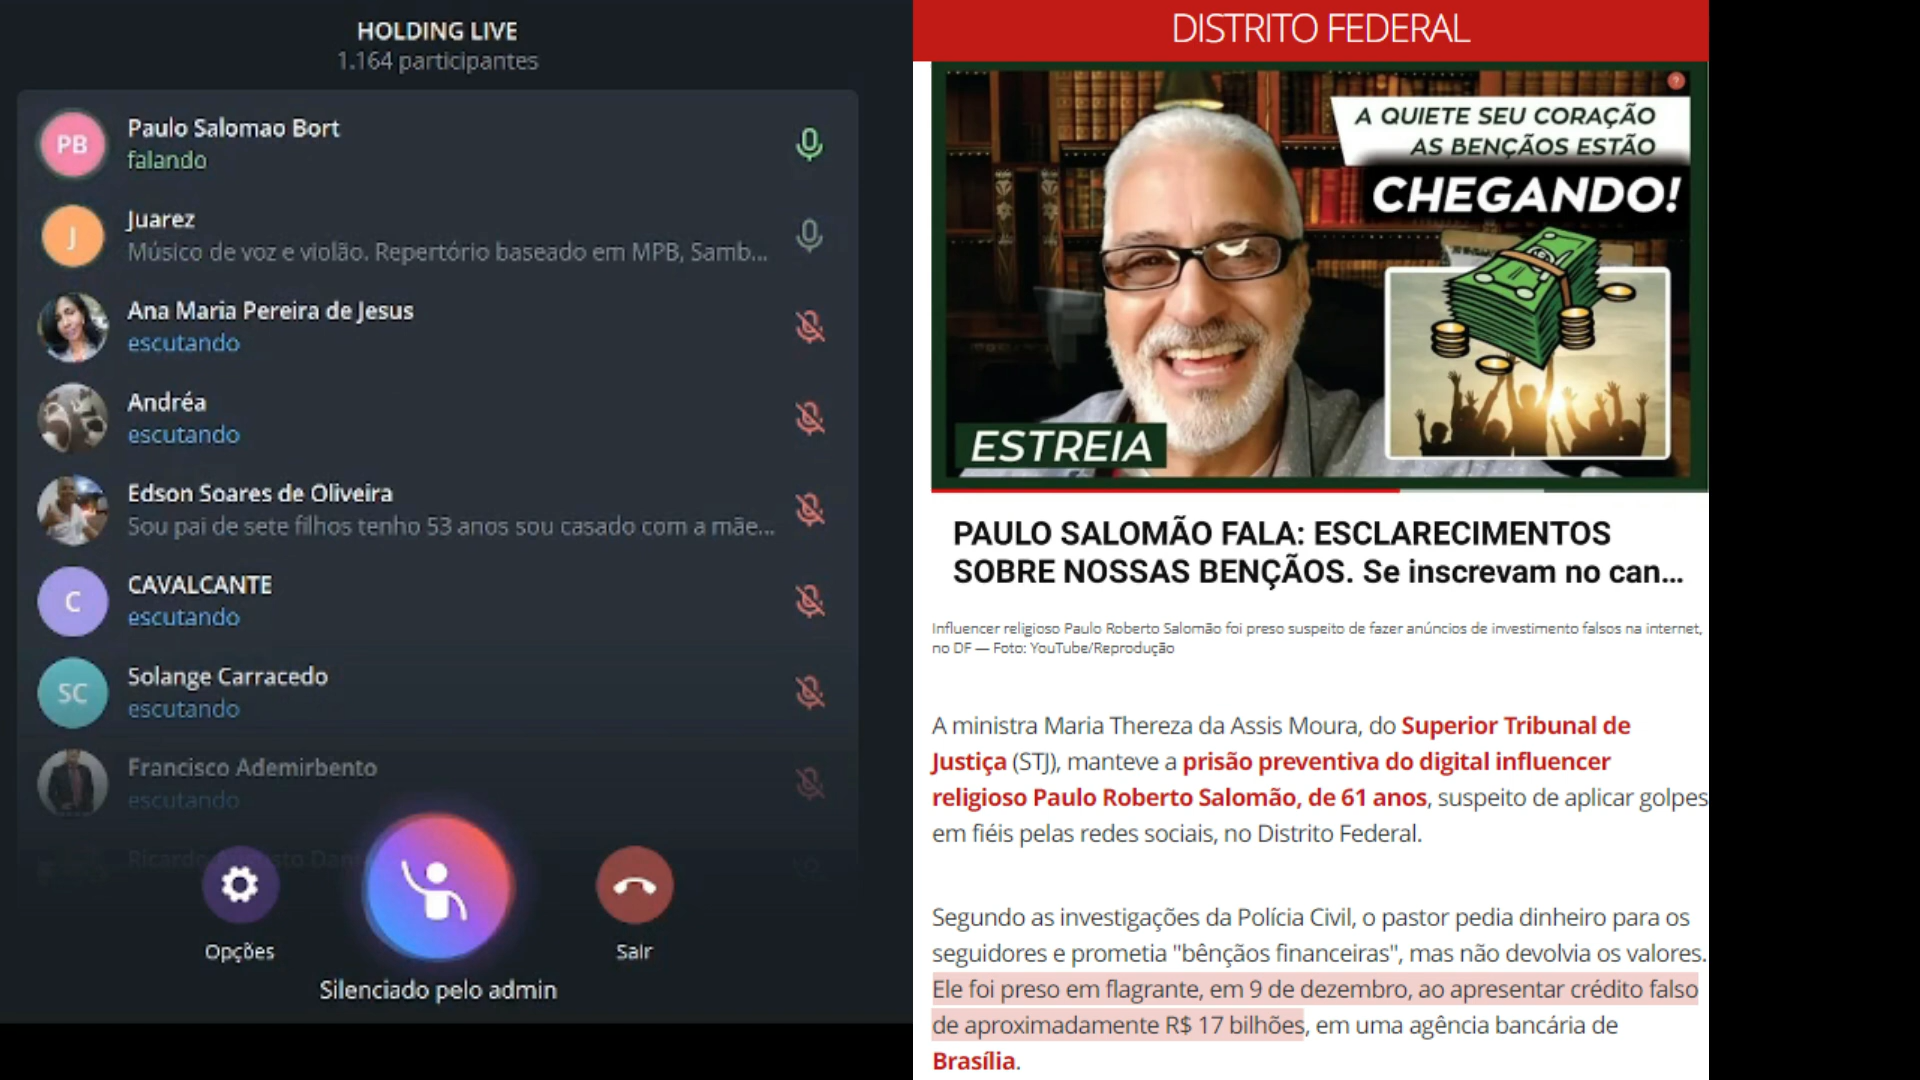 HOLDING LIVE
1.164 participantes
PB
Paulo Salomao Bort
falando
J
Juarez
Músico de voz e violão. Repertório baseado em MPB, Samb...
Ana Maria Pereira de Jesus
escutando
Andréa
escutando
Edson Soares de Oliveira
Sou pai de sete filhos tenho 53 anos sou casado com a mãe...
C
CAVALCANTE
escutando
SC
Solange Carracedo
escutando
Francisco Ademirbento
escutando
Opções
Sair
Silenciado pelo admin
DISTRITO FEDERAL
A QUIETE SEU CORAÇÃO
AS BENÇÃOS ESTÃO
CHEGANDO!
ESTREIA
PAULO SALOMÃO FALA: ESCLARECIMENTOS
SOBRE NOSSAS BENÇÃOS. Se inscrevam no can...
Influencer religioso Paulo Roberto Salomão foi preso suspeito de fazer anúncios de investimento falsos na internet,
no DF — Foto: YouTube/Reprodução
A ministra Maria Thereza da Assis Moura, do Superior Tribunal de
Justiça (STJ), manteve a prisão preventiva do digital influencer
religioso Paulo Roberto Salomão, de 61 anos, suspeito de aplicar golpes
em fiéis pelas redes sociais, no Distrito Federal.
Segundo as investigações da Polícia Civil, o pastor pedia dinheiro para os
seguidores e prometia "bênçãos financeiras", mas não devolvia os valores.
Ele foi preso em flagrante, em 9 de dezembro, ao apresentar crédito falso
de aproximadamente R$ 17 bilhões, em uma agência bancária de
Brasília.